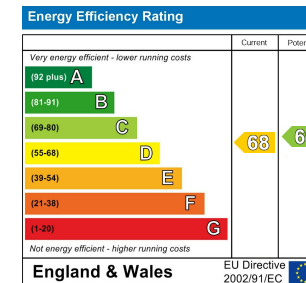 Energy Efficiency Rating
Current
Very energy efficient - lower running costs
(92 plus) A
(81-91) B
(69-80) C
(55-68) D
(39-54) E
(21-38) F
(1-20) G
68
Not energy efficient - higher running costs
England & Wales
EU Directive
2002/91/EC